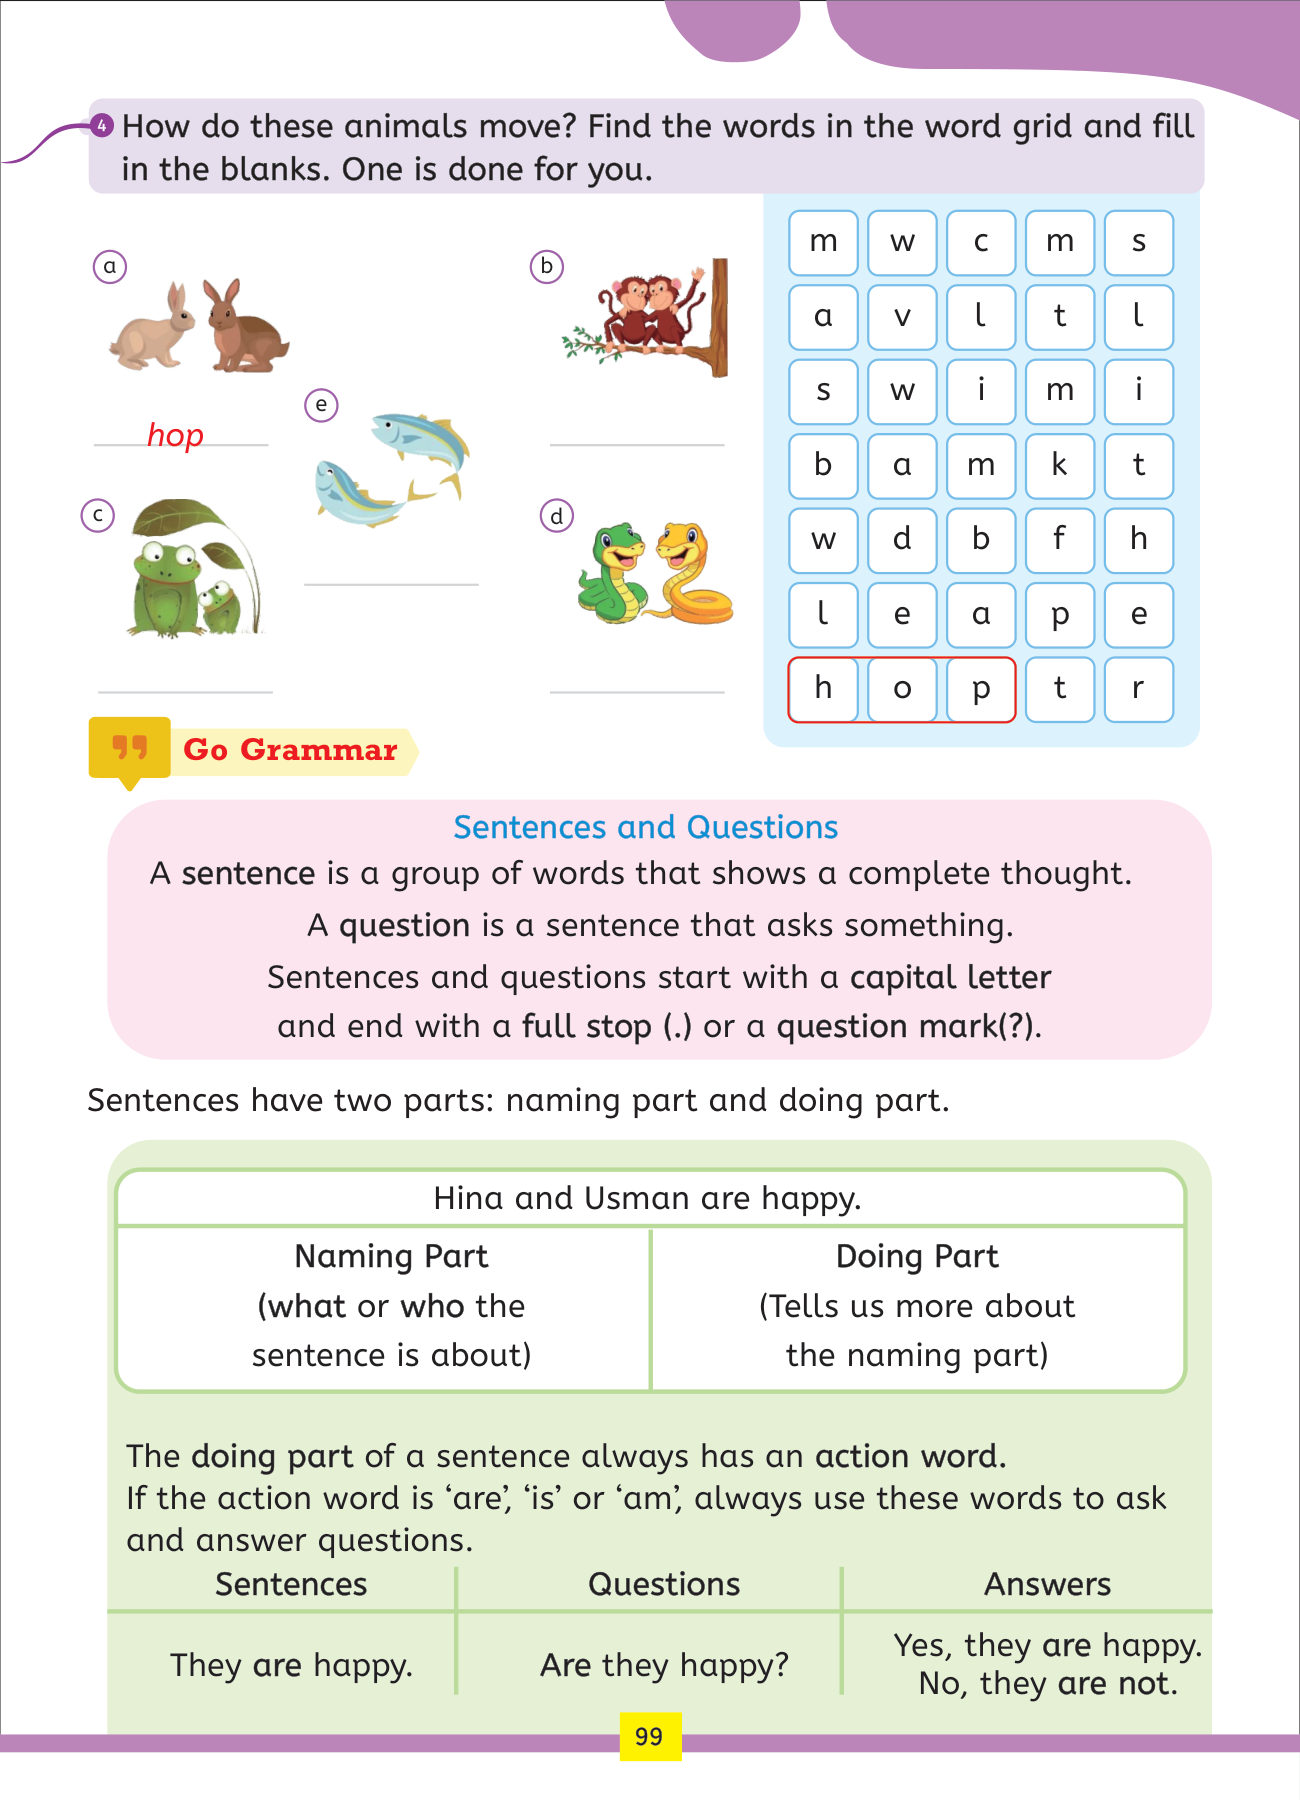 4 How do these animals move? Find the words in the word grid and fill
in the blanks. One is done for you.
a
b
hop
e
c
d
m w c m s
a v l t l
s w i m i
b a m k t
w d b f h
l e a p e
h o p t r
Go Grammar
Sentences and Questions
A sentence is a group of words that shows a complete thought.
A question is a sentence that asks something.
Sentences and questions start with a capital letter
and end with a full stop (.) or a question mark(?).
Sentences have two parts: naming part and doing part.
Hina and Usman are happy.
Naming Part
(what or who the
sentence is about)
Doing Part
(Tells us more about
the naming part)
The doing part of a sentence always has an action word.
If the action word is ‘are’, ‘is’ or ‘am’, always use these words to ask
and answer questions.
Sentences Questions Answers
They are happy.
Are they happy?
Yes, they are happy.
No, they are not.
99